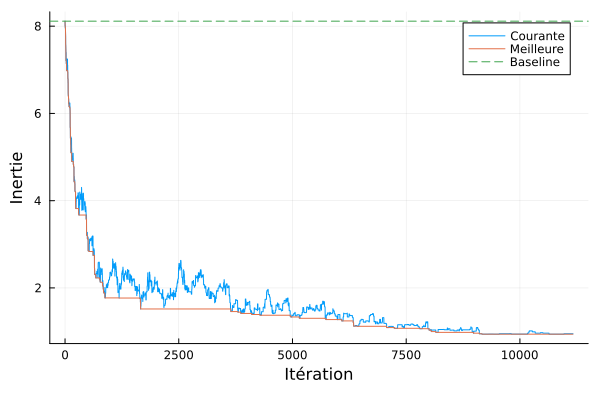 8
6
4
2
Inertie
Courante
Meilleure
Baseline
0 2500 5000 7500 10000
Itération